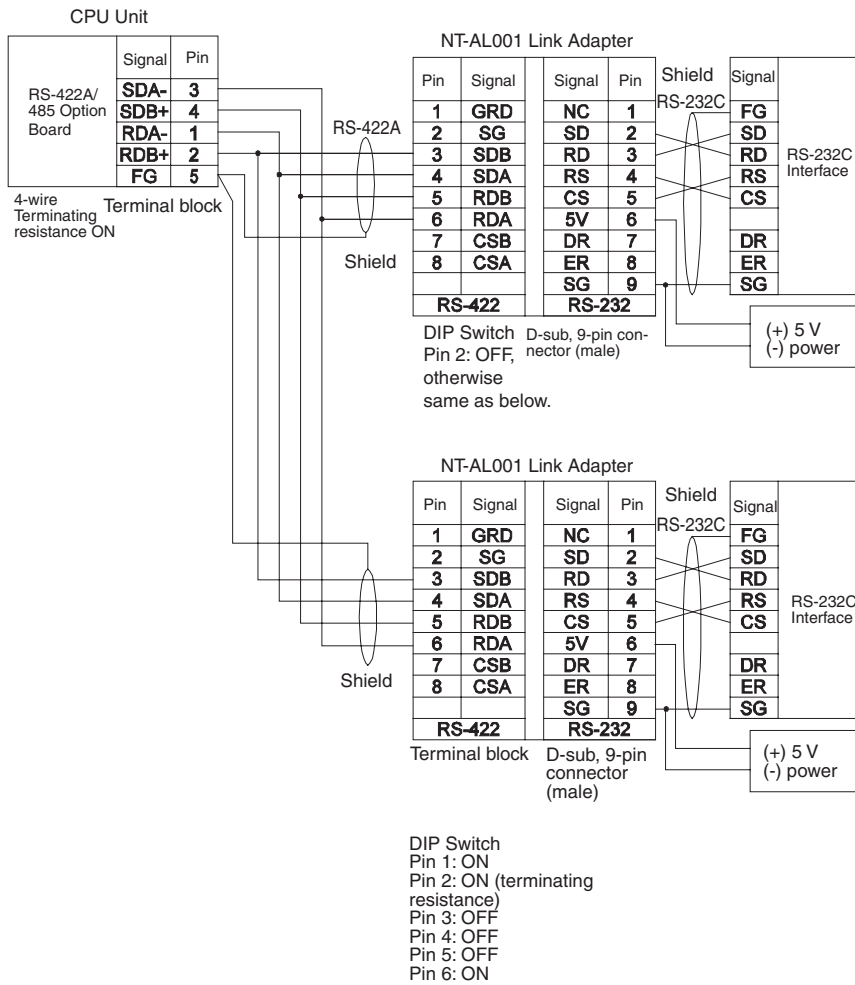 CPU Unit
Signal Pin
RS-422A/
485 Option
Board
SDA- 3
SDB+ 4
RDA- 1
RDB+ 2
FG 5
4-wire
Terminating
resistance ON
Terminal block
RS-422A
Shield
NT-AL001 Link Adapter
Pin Signal Signal Pin
1 GRD NC 1
2 SG SD 2
3 SDB RD 3
4 SDA RS 4
5 RDB CS 5
6 RDA 5V 6
7 CSB DR 7
8 CSA ER 8
SG 9
RS-422 RS-232
Shield
RS-232C
Signal
FG
SD
RD
RS
CS
DR
ER
SG
RS-232C
Interface
(+) 5 V
(-) power
DIP Switch
Pin 2: OFF,
otherwise
same as below.
D-sub, 9-pin con-
nector (male)
NT-AL001 Link Adapter
Pin Signal Signal Pin
1 GRD NC 1
2 SG SD 2
3 SDB RD 3
4 SDA RS 4
5 RDB CS 5
6 RDA 5V 6
7 CSB DR 7
8 CSA ER 8
SG 9
RS-422 RS-232
Shield
Shield
RS-232C
Signal
FG
SD
RD
RS
CS
DR
ER
SG
RS-232C
Interface
(+) 5 V
(-) power
Terminal block
D-sub, 9-pin
connector
(male)
DIP Switch
Pin 1: ON
Pin 2: ON (terminating
resistance)
Pin 3: OFF
Pin 4: OFF
Pin 5: OFF
Pin 6: ON